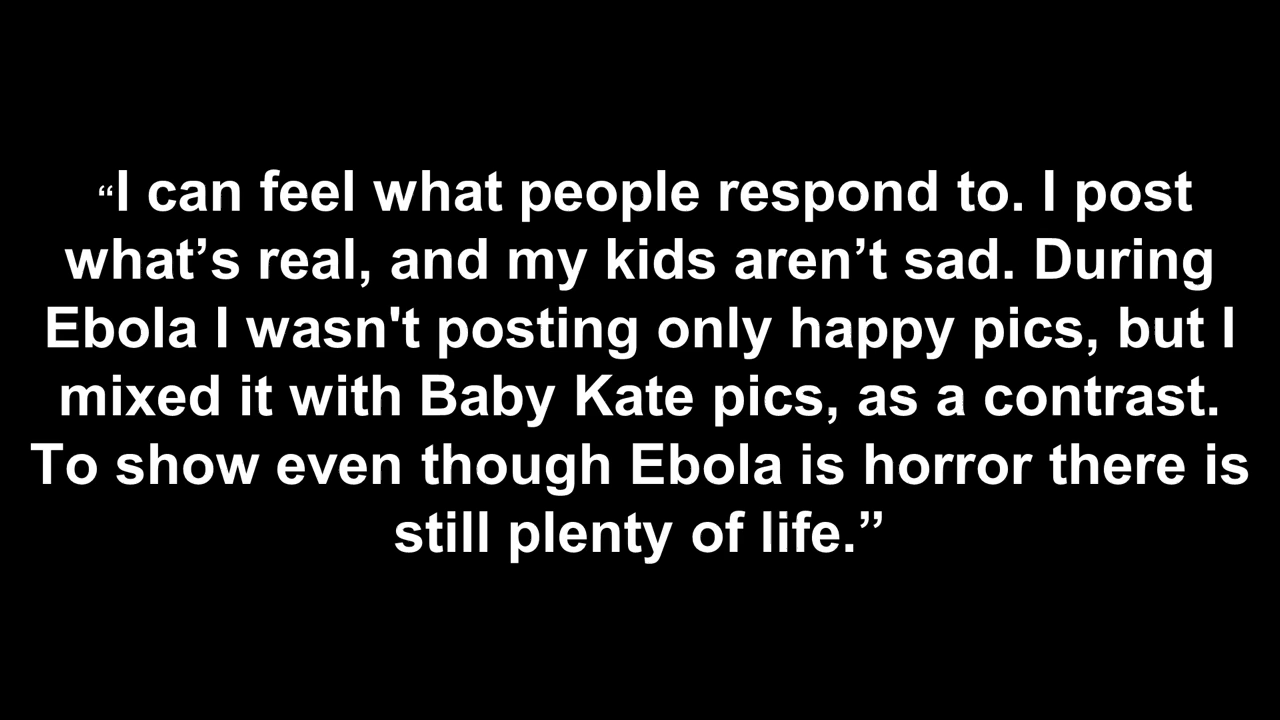 “I can feel what people respond to. I post
what’s real, and my kids aren’t sad. During
Ebola I wasn't posting only happy pics, but I
mixed it with Baby Kate pics, as a contrast.
To show even though Ebola is horror there is
still plenty of life.”